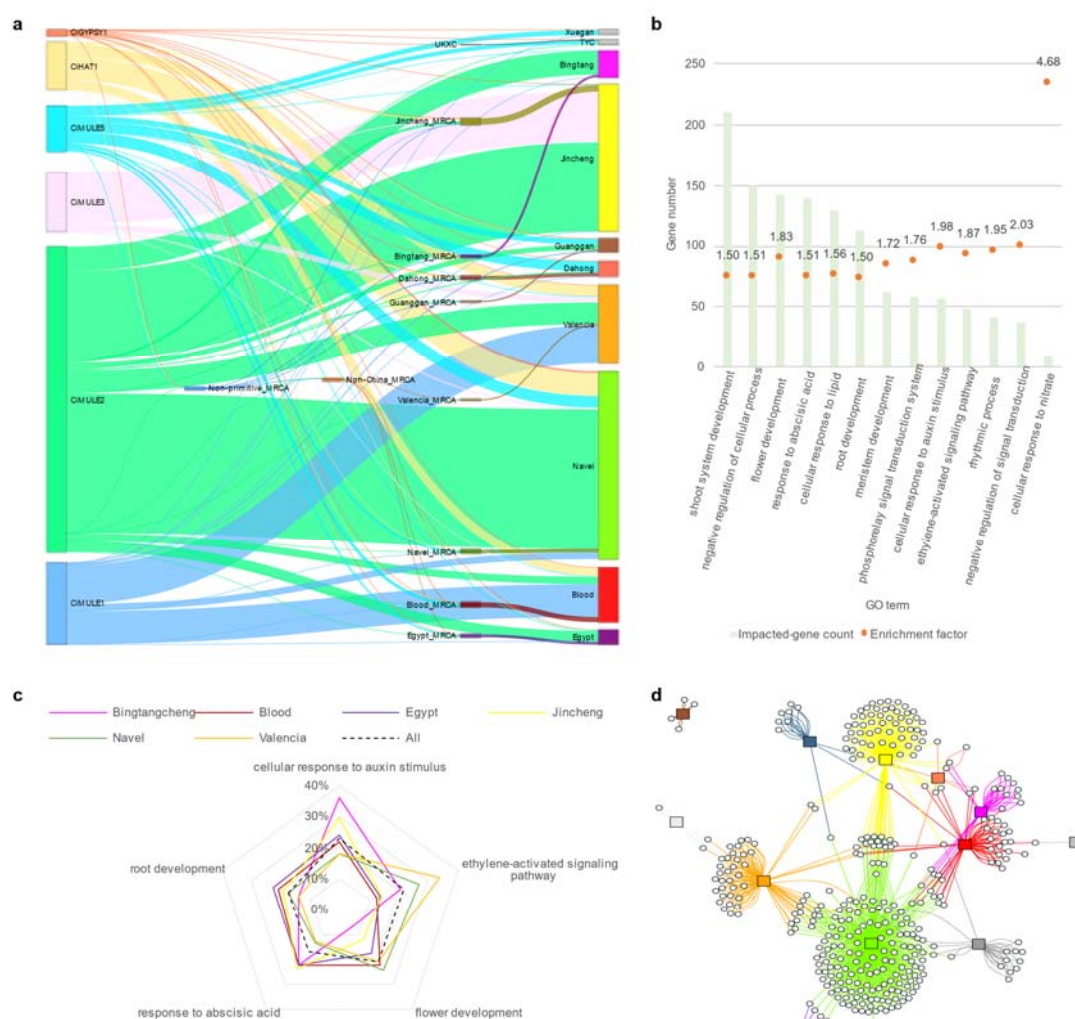 a
CiGYPSY1
CiHAT1
CiMULE5
CiMULE3
CiMULE2
CiMULE1
UKXC
Jincheng_MRCA
Bingtang_MRCA
Dahong_MRCA
Guanggan_MRCA
Non-primitive_MRCA
Non-China_MRCA
Valencia_MRCA
Navel_MRCA
Blood_MRCA
Egypt_MRCA
Xuegan
TYC
Bingtang
Jincheng
Guanggan
Dahong
Valencia
Navel
Blood
Egypt
b
Gene number
250
200
150
100
50
0
1.50
1.51
1.83
1.51
1.56
1.50
1.72
1.76
1.98
1.87
1.95
2.03
4.68
shoot system development
negative regulation of cellular process
flower development
response to abscisic acid
cellular response to lipid
root development
meristem development
phosphorelay signal transduction system
cellular response to auxin stimulus
ethylene-activated signaling pathway
rhythmic process
negative regulation of signal transduction
cellular response to nitrate
GO term
Impacted-gene count
Enrichment factor
c
Bingtangcheng
Blood
Egypt
Jincheng
Navel
Valencia
All
cellular response to auxin stimulus
40%
30%
20%
10%
0%
root development
ethylene-activated signaling
pathway
response to abscisic acid
flower development
d